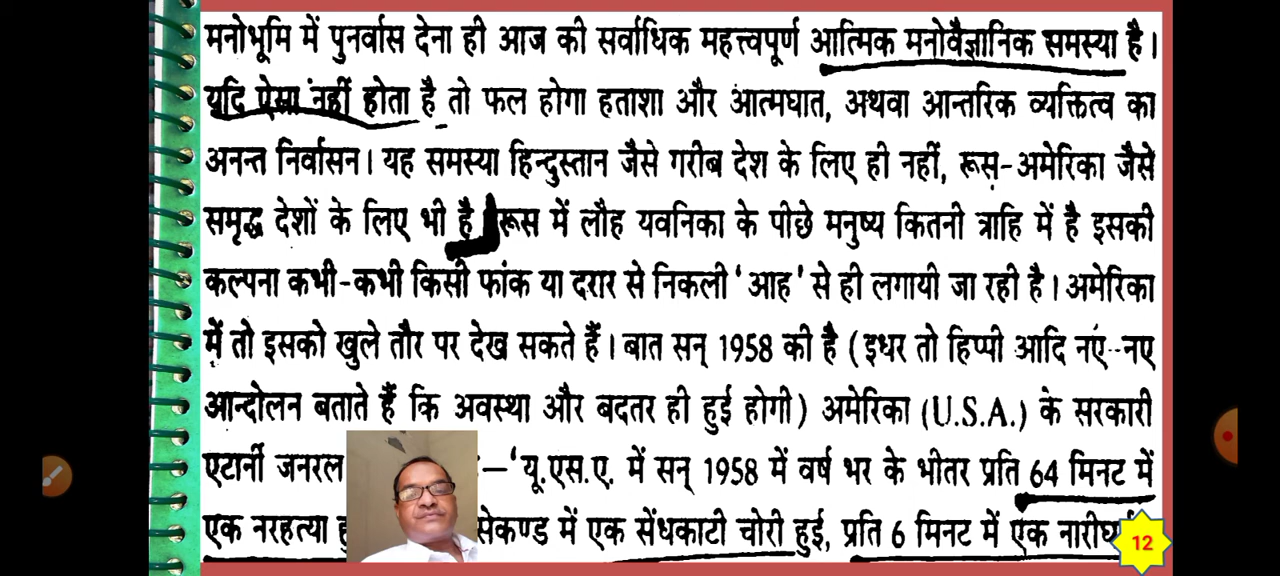 मनोभूमि में पुनर्वास देना ही आज की सर्वाधिक महत्त्वपूर्ण आत्मिक मनोवैज्ञानिक समस्या है।
यदि ऐसा नहीं होता है तो फल होगा हताशा और आत्मघात, अथवा आन्तरिक व्यक्तित्व का
अनन्त निर्वासन। यह समस्या हिन्दुस्तान जैसे गरीब देश के लिए ही नहीं, रूस-अमेरिका जैसे
समृद्ध देशों के लिए भी है रूस में लौह यवनिका के पीछे मनुष्य कितनी त्राहि में है इसकी
कल्पना कभी-कभी किसी फांक या दरार से निकली 'आह' से ही लगायी जा रही है। अमेरिका
में तो इसको खुले तौर पर देख सकते हैं। बात सन् 1958 की है (इधर तो हिप्पी आदि नए-नए
आन्दोलन बताते हैं कि अवस्था और बदतर ही हुई होगी) अमेरिका (U.S.A.) के सरकारी
एटार्नी जनरल —'यू.एस.ए. में सन् 1958 में वर्ष भर के भीतर प्रति 64 मिनट में
एक नरहत्या सेकण्ड में एक सेंधकाटी चोरी हुई, प्रति 6 मिनट में एक
12